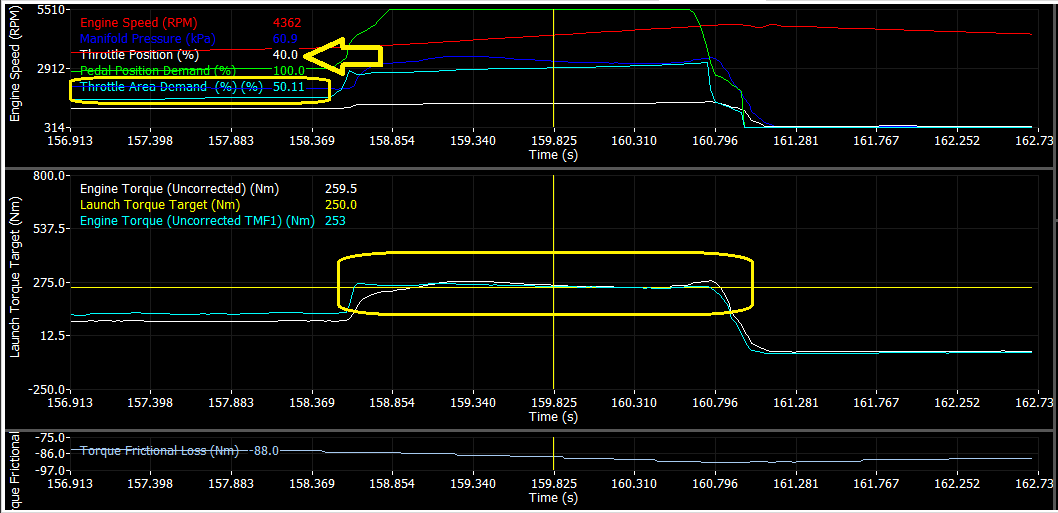 Engine Speed (RPM)
5510
2912
314
Engine Speed (RPM) 4362
Manifold Pressure (kPa) 60.9
Throttle Position (%) 40.0
Pedal Position Demand (%) 100.0
Throttle Area Demand (%) (%) 50.11
156.913 157.398 157.883 158.369 158.854 159.340 159.825 160.310 160.796 161.281 161.767 162.252 162.73
Time (s)
Launch Torque Target (Nm)
800.0
537.5
275.0
12.5
-250.0
Engine Torque (Uncorrected) (Nm) 259.5
Launch Torque Target (Nm) 250.0
Engine Torque (Uncorrected TMF1) (Nm) 253
156.913 157.398 157.883 158.369 158.854 159.340 159.825 160.310 160.796 161.281 161.767 162.252 162.73
Time (s)
que Frictional
-75.0
-86.0
-97.0
Torque Frictional Loss (Nm) -88.0
156.913 157.398 157.883 158.369 158.854 159.340 159.825 160.310 160.796 161.281 161.767 162.252 162.73
Time (s)